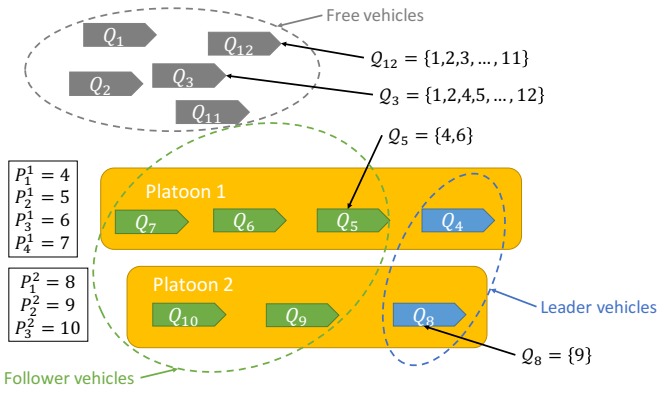 Free vehicles
Q₁
Q₁₂
Q₂
Q₃
Q₁₁
𝒬₁₂ = {1,2,3, … , 11}
𝒬₃ = {1,2,4,5, … , 12}
𝒬₅ = {4,6}
P₁¹ = 4
P₂¹ = 5
P₃¹ = 6
P₄¹ = 7
Platoon 1
Q₇
Q₆
Q₅
Q₄
P₁² = 8
P₂² = 9
P₃² = 10
Platoon 2
Q₁₀
Q₉
Q₈
Leader vehicles
𝒬₈ = {9}
Follower vehicles